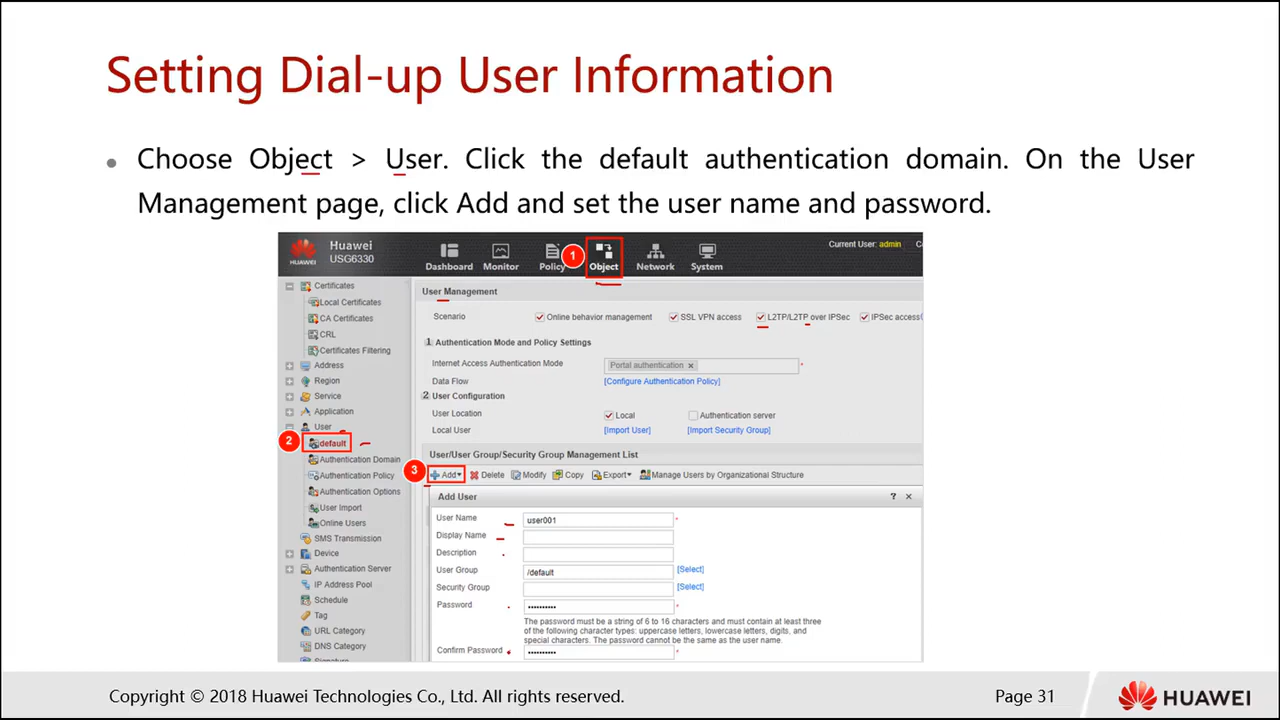 Setting Dial-up User Information
• Choose Object > User. Click the default authentication domain. On the User
Management page, click Add and set the user name and password.
HUAWEI
Huawei
USG6330
Dashboard
Monitor
Policy
1
Object
Network
System
Current User: admin
Certificates
Local Certificates
CA Certificates
CRL
Certificates Filtering
Address
Region
Service
Application
User
2
default
Authentication Domain
Authentication Policy
Authentication Options
User Import
Online Users
SMS Transmission
Device
Authentication Server
IP Address Pool
Schedule
Tag
URL Category
DNS Category
Signature
User Management
Scenario
Online behavior management
SSL VPN access
L2TP/L2TP over IPSec
IPSec access
1 Authentication Mode and Policy Settings
Internet Access Authentication Mode
Portal authentication ×
*
Data Flow
[Configure Authentication Policy]
2 User Configuration
User Location
Local
Authentication server
Local User
[Import User]
[Import Security Group]
User/User Group/Security Group Management List
3
Add
Delete
Modify
Copy
Export
Manage Users by Organizational Structure
Add User
? ×
User Name
user001
*
Display Name
Description
User Group
/default
[Select]
Security Group
[Select]
Password
••••••••••
*
The password must be a string of 6 to 16 characters and must contain at least three
of the following character types: uppercase letters, lowercase letters, digits, and
special characters. The password cannot be the same as the user name.
Confirm Password
••••••••••
*
Copyright © 2018 Huawei Technologies Co., Ltd. All rights reserved.
Page 31
HUAWEI